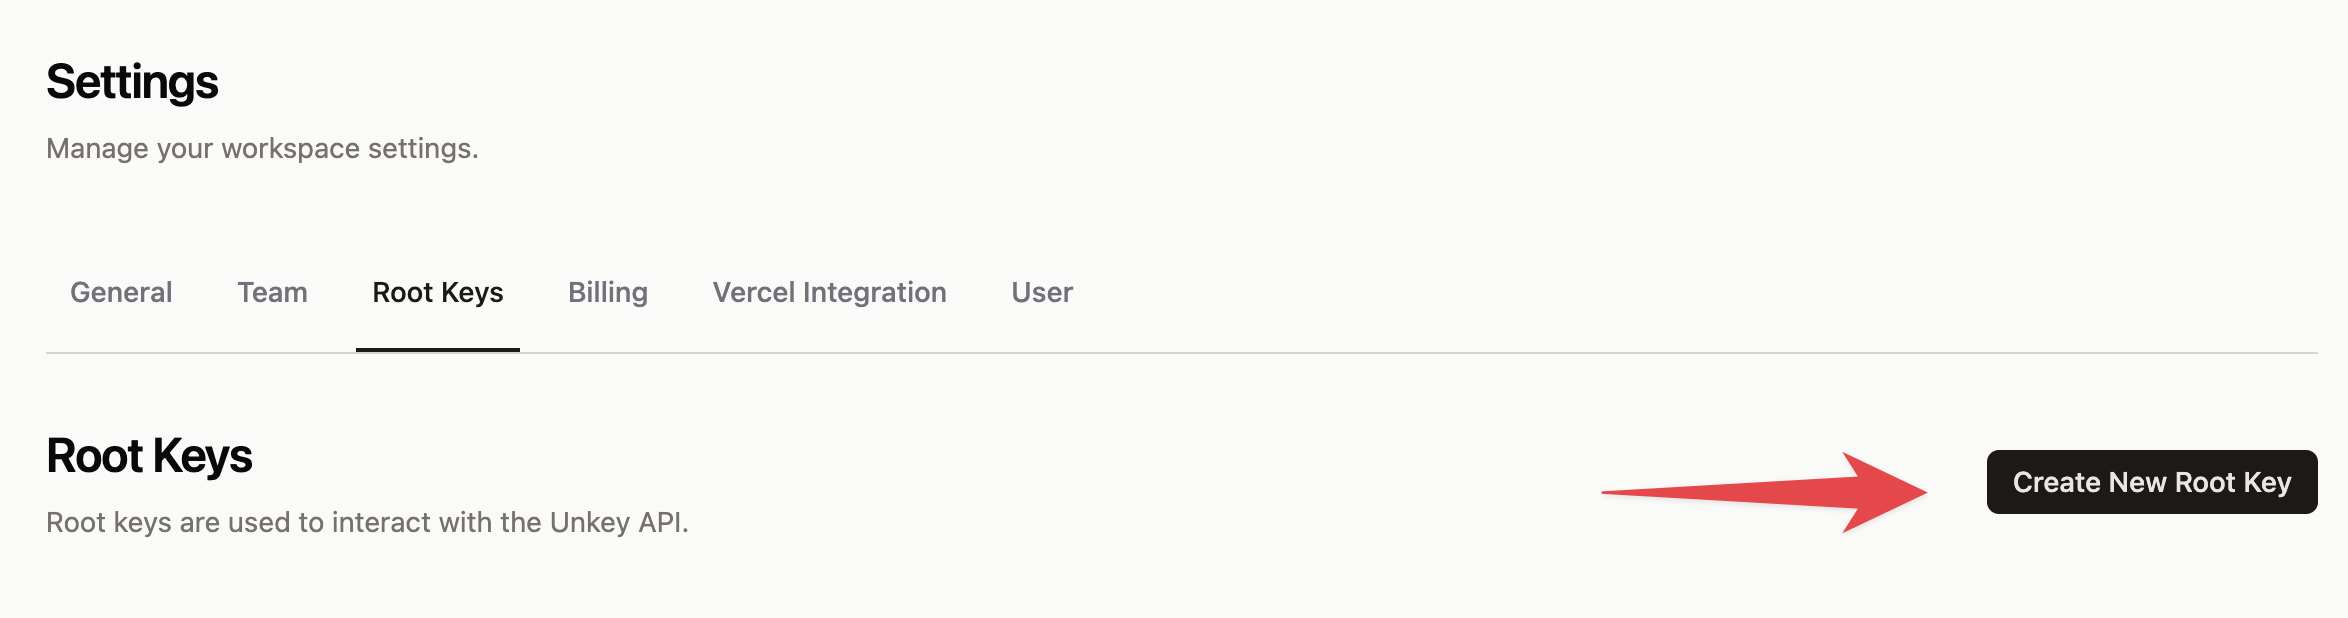 Settings
Manage your workspace settings.
General Team Root Keys Billing Vercel Integration User
Root Keys
Create New Root Key
Root keys are used to interact with the Unkey API.